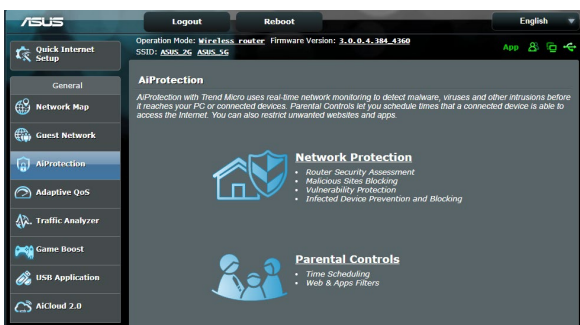 ASUS
Logout
Reboot
English
Quick Internet
Setup
Operation Mode: Wireless router Firmware Version: 3.0.0.4.384_4360
SSID: ASUS_2G ASUS_5G
App
General
Network Map
Guest Network
AiProtection
Adaptive QoS
Traffic Analyzer
Game Boost
USB Application
AiCloud 2.0
AiProtection
AiProtection with Trend Micro uses real-time network monitoring to detect malware, viruses and other intrusions before
it reaches your PC or connected devices. Parental Controls let you schedule times that a connected device is able to
access the Internet. You can also restrict unwanted websites and apps.
Network Protection
• Router Security Assessment
• Malicious Sites Blocking
• Vulnerability Protection
• Infected Device Prevention and Blocking
Parental Controls
• Time Scheduling
• Web & Apps Filters